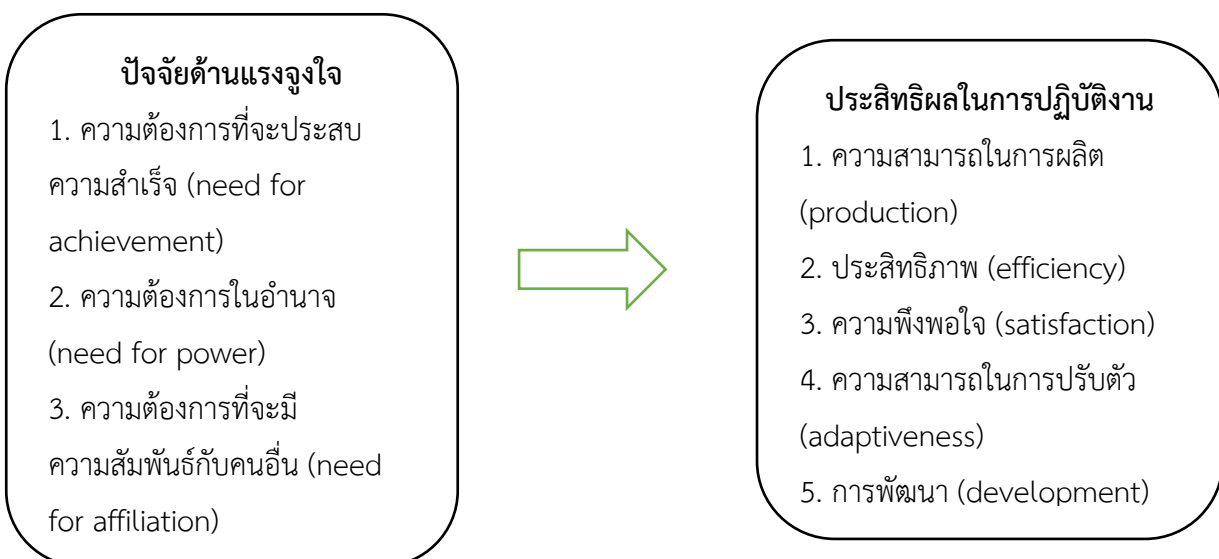 ปัจจัยด้านแรงจูงใจ
1. ความต้องการที่จะประสบ
ความสำเร็จ (need for
achievement)
2. ความต้องการในอำนาจ
(need for power)
3. ความต้องการที่จะมี
ความสัมพันธ์กับคนอื่น (need
for affiliation)
ประสิทธิผลในการปฏิบัติงาน
1. ความสามารถในการผลิต
(production)
2. ประสิทธิภาพ (efficiency)
3. ความพึงพอใจ (satisfaction)
4. ความสามารถในการปรับตัว
(adaptiveness)
5. การพัฒนา (development)